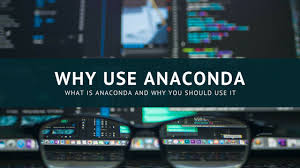 WHY USE ANACONDA
WHAT IS ANACONDA AND WHY YOU SHOULD USE IT